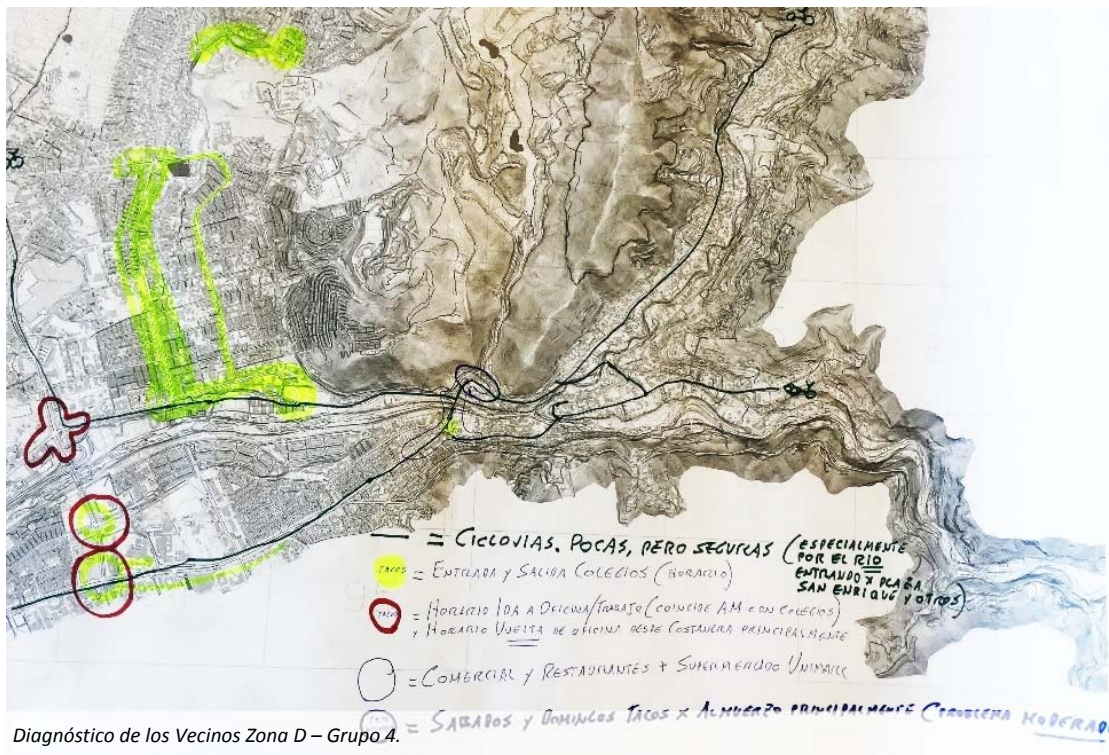 — = CICLOVIAS. POCAS, PERO SEGURAS (ESPECIALMENTE
POR EL RIO
ENTRANDO X PLAZA
SAN ENRIQUE Y OTROS)
TACOS = ENTRADA Y SALIDA COLEGIOS (HORARIO)
TACOS = HORARIO IDA A OFICINA/TRABAJO (COINCIDE AM CON COLEGIOS)
Y HORARIO VUELTA DE OFICINA DESDE COSTANERA PRINCIPALMENTE
= COMERCIAL Y RESTAURANTES + SUPERMERCADO UNIMARC
= SABADOS Y DOMINGOS TACOS X ALMUERZO PRINCIPALMENTE (PROBLEMA MODERAD
Diagnóstico de los Vecinos Zona D – Grupo 4.